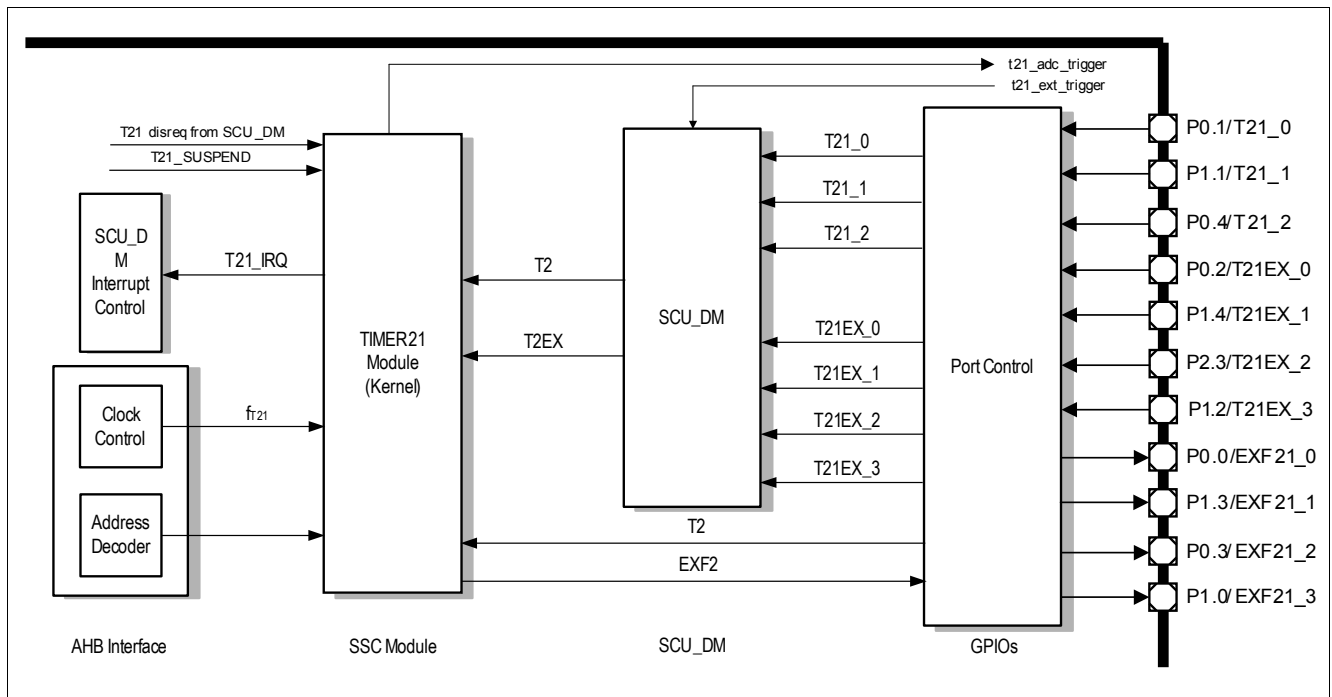 t21_adc_trigger
t21_ext_trigger
T21 disreq from SCU_DM
T21_SUSPEND
SCU_D
M
Interrupt
Control
T21_IRQ
Clock
Control
fT21
Address
Decoder
AHB Interface
TIMER21
Module
(Kernel)
SSC Module
T2
T2EX
SCU_DM
SCU_DM
T21_0
T21_1
T21_2
T21EX_0
T21EX_1
T21EX_2
T21EX_3
T2
EXF2
Port Control
GPIOs
P0.1/T21_0
P1.1/T21_1
P0.4/T21_2
P0.2/T21EX_0
P1.4/T21EX_1
P2.3/T21EX_2
P1.2/T21EX_3
P0.0/EXF21_0
P1.3/EXF21_1
P0.3/EXF21_2
P1.0/EXF21_3